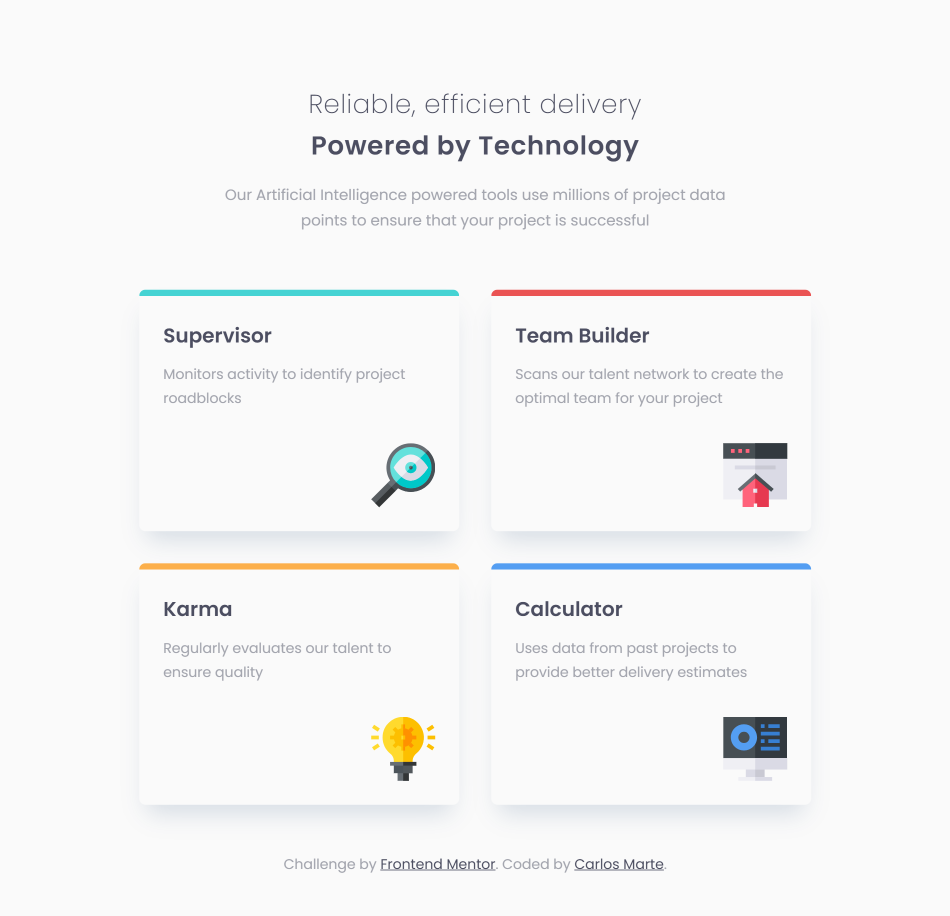 Reliable, efficient delivery
Powered by Technology
Our Artificial Intelligence powered tools use millions of project data
points to ensure that your project is successful
Supervisor
Monitors activity to identify project
roadblocks
Team Builder
Scans our talent network to create the
optimal team for your project
Karma
Regularly evaluates our talent to
ensure quality
Calculator
Uses data from past projects to
provide better delivery estimates
Challenge by Frontend Mentor. Coded by Carlos Marte.